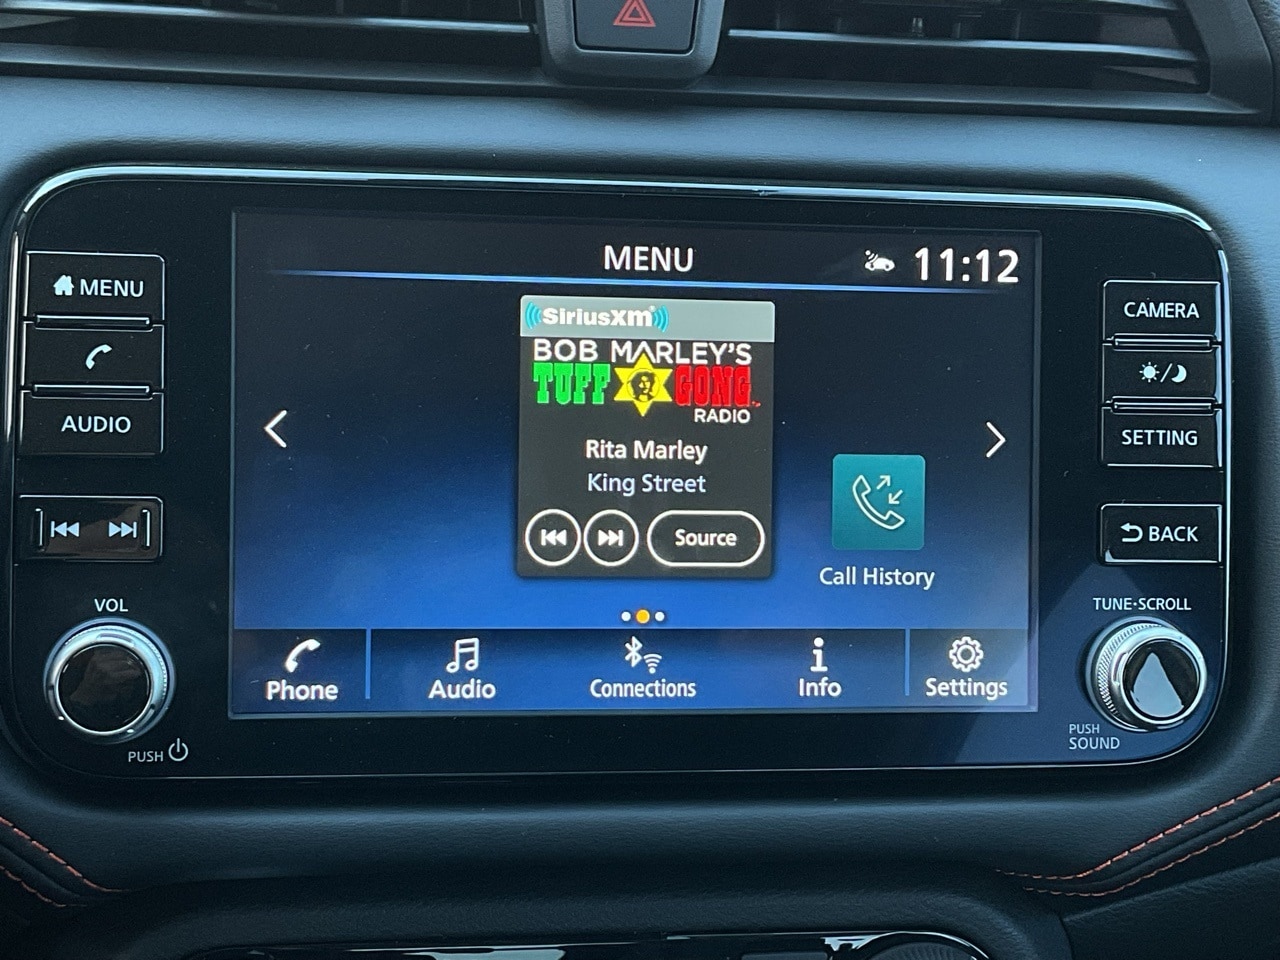 MENU
AUDIO
VOL
PUSH
MENU
11:12
SiriusXm
BOB MARLEY'S
TUFF GONG
RADIO
Rita Marley
King Street
Source
Call History
Phone
Audio
Connections
Info
Settings
CAMERA
SETTING
BACK
TUNE·SCROLL
PUSH
SOUND